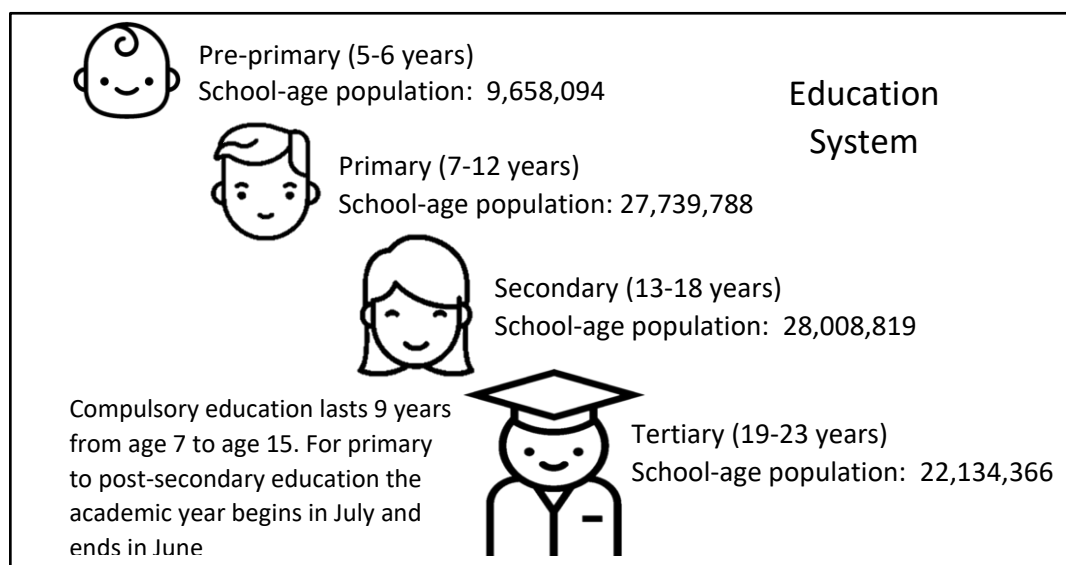 Pre-primary (5-6 years)
School-age population: 9,658,094
Education
System
Primary (7-12 years)
School-age population: 27,739,788
Secondary (13-18 years)
School-age population: 28,008,819
Compulsory education lasts 9 years
from age 7 to age 15. For primary
to post-secondary education the
academic year begins in July and
ends in June
Tertiary (19-23 years)
School-age population: 22,134,366